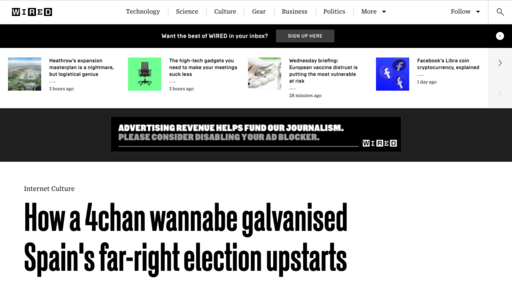 WIRED
Technology Science Culture Gear Business Politics More Follow
Want the best of WIRED in your inbox? SIGN UP HERE
Heathrow's expansion
masterplan is a nightmare,
but logistical genius
3 hours ago
The high-tech gadgets you
need to make your meetings
suck less
3 hours ago
Wednesday briefing:
European vaccine distrust is
putting the most vulnerable
at risk
28 minutes ago
Facebook's Libra coin
cryptocurrency, explained
1 day ago
ADVERTISING REVENUE HELPS FUND OUR JOURNALISM.
PLEASE CONSIDER DISABLING YOUR AD BLOCKER.
WIRED
Internet Culture
How a 4chan wannabe galvanised
Spain's far-right election upstarts